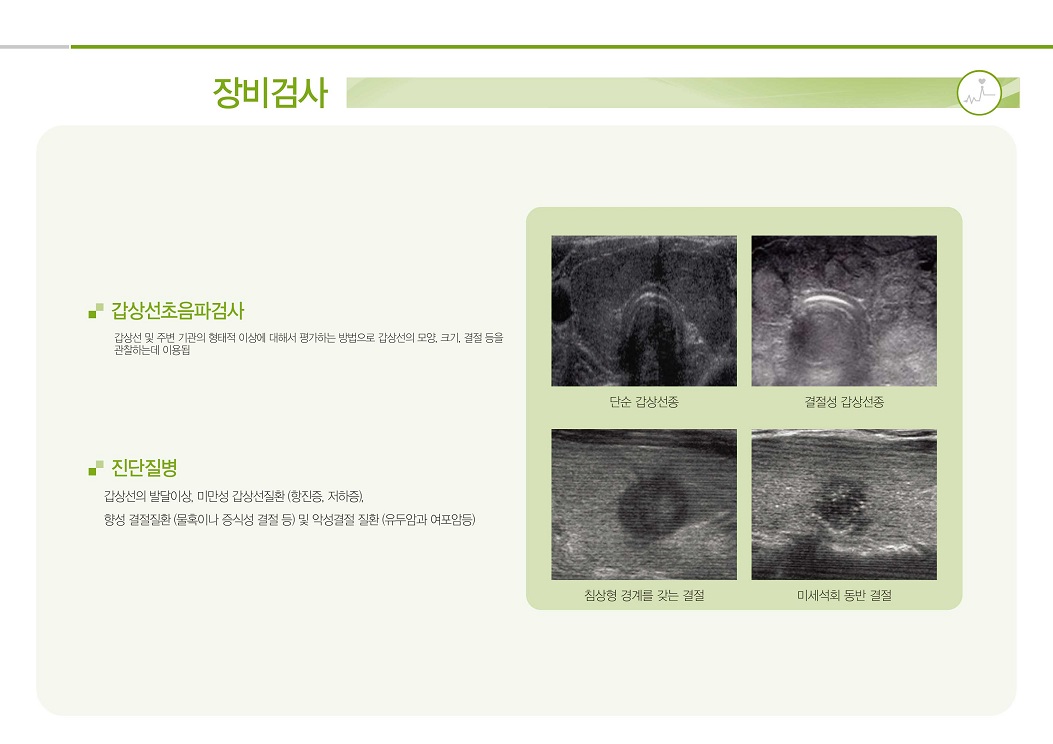 장비검사
갑상선초음파검사
갑상선 및 주변 기관의 형태적 이상에 대해서 평가하는 방법으로 갑상선의 모양, 크기, 결절 등을
관찰하는데 이용됩
진단질병
갑상선의 발달이상, 미만성 갑상선질환 (항진증, 저하증),
향성 결절질환 (물혹이나 증식성 결절 등) 및 악성결절 질환 (유두암과 여포암등)
단순 갑상선종
결절성 갑상선종
침상형 경계를 갖는 결절
미세석회 동반 결절